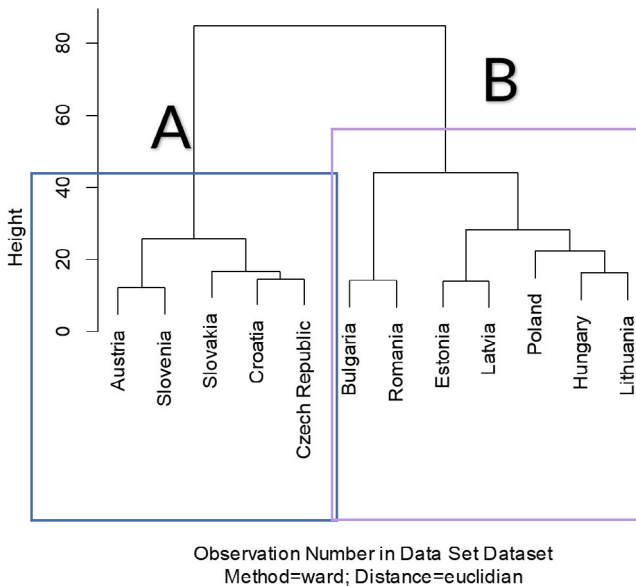 80
60
40
20
0
Height
A
B
Austria
Slovenia
Slovakia
Croatia
Czech Republic
Bulgaria
Romania
Estonia
Latvia
Poland
Hungary
Lithuania
Observation Number in Data Set Dataset
Method=ward; Distance=euclidian